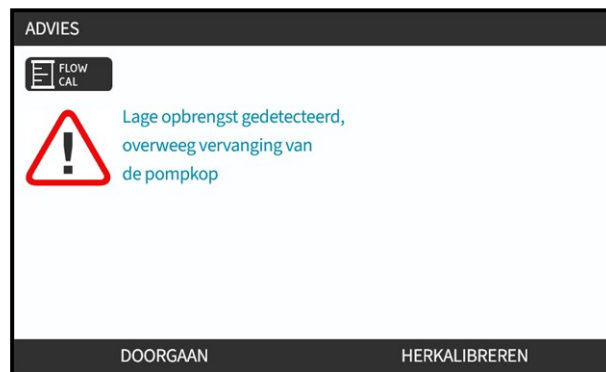 ADVIES
FLOW
CAL
Lage opbrengst gedetecteerd,
overweeg vervanging van
de pompkop
DOORGAAN
HERKALIBREREN